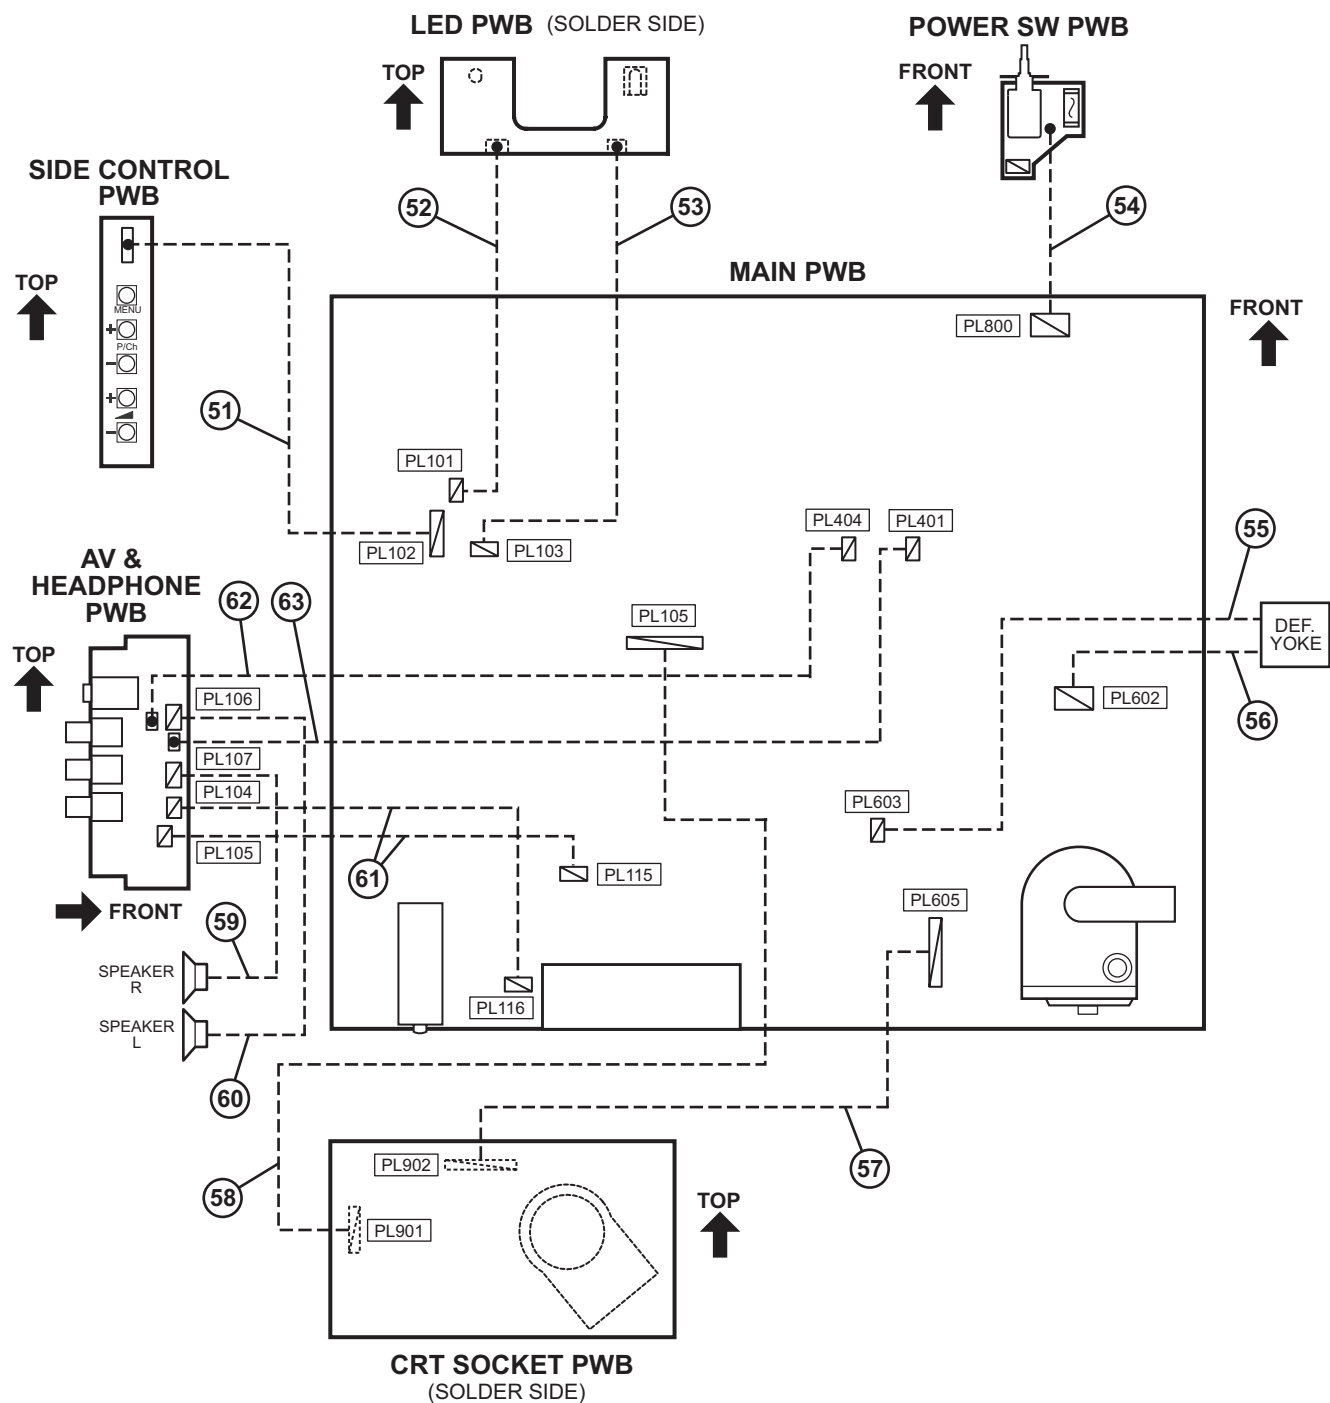 LED PWB (SOLDER SIDE)
POWER SW PWB
TOP
FRONT
SIDE CONTROL
PWB
52
53
54
TOP
MAIN PWB
MENU
+
P/Ch
−
+
−
PL800
FRONT
51
PL101
PL102
PL103
PL404
PL401
55
AV &
HEADPHONE
PWB
62
63
PL105
DEF.
YOKE
TOP
PL106
PL602
56
PL107
PL104
PL603
PL105
61
PL115
PL605
FRONT
59
SPEAKER
R
PL116
SPEAKER
L
60
57
PL902
58
PL901
TOP
CRT SOCKET PWB
(SOLDER SIDE)